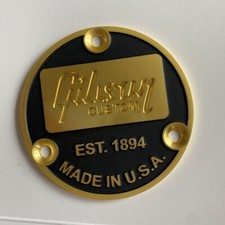 Gibson
CUSTOM
EST. 1894
MADE IN U.S.A.